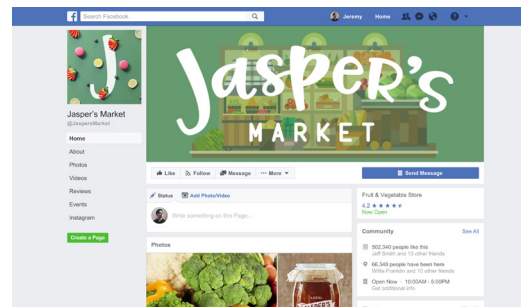 Search Facebook
Jeremy
Home
Jasper's
MARKET
Jasper's Market
@JaspersMarket
Home
About
Photos
Videos
Reviews
Events
Instagram
Create a Page
Like
Follow
Message
More
Send Message
Status
Add Photo/Video
Write something on this Page...
Photos
Fruit & Vegetable Store
4.2
Now Open
Community
See All
502,340 people like this
Jeff Smith and 13 other friends
66,340 people have been here
Willie Franklin and 10 other friends
Open Now · 10:00AM - 5:00PM
Get additional info
JASPER'S